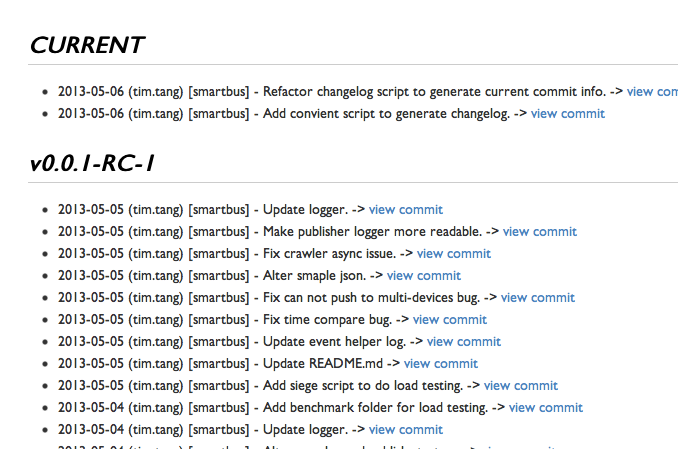 CURRENT
2013-05-06 (tim.tang) [smartbus] - Refactor changelog script to generate current commit info. -> view com
2013-05-06 (tim.tang) [smartbus] - Add convient script to generate changelog. -> view commit
v0.0.1-RC-1
2013-05-05 (tim.tang) [smartbus] - Update logger. -> view commit
2013-05-05 (tim.tang) [smartbus] - Make publisher logger more readable. -> view commit
2013-05-05 (tim.tang) [smartbus] - Fix crawler async issue. -> view commit
2013-05-05 (tim.tang) [smartbus] - Alter smaple json. -> view commit
2013-05-05 (tim.tang) [smartbus] - Fix can not push to multi-devices bug. -> view commit
2013-05-05 (tim.tang) [smartbus] - Fix time compare bug. -> view commit
2013-05-05 (tim.tang) [smartbus] - Update event helper log. -> view commit
2013-05-05 (tim.tang) [smartbus] - Update README.md -> view commit
2013-05-05 (tim.tang) [smartbus] - Add siege script to do load testing. -> view commit
2013-05-04 (tim.tang) [smartbus] - Add benchmark folder for load testing. -> view commit
2013-05-04 (tim.tang) [smartbus] - Update logger. -> view commit